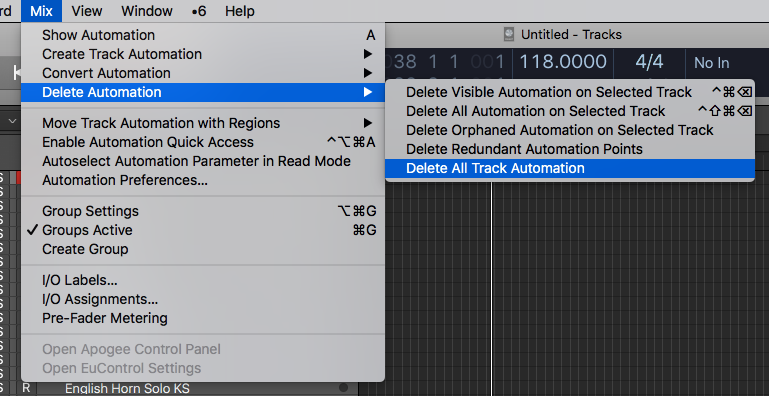 rd Mix View Window •6 Help
Untitled - Tracks
038 1 1 001 118.0000 4/4 No In
Show Automation A
Create Track Automation
Convert Automation
Delete Automation
Delete Visible Automation on Selected Track ^⌘⌫
Delete All Automation on Selected Track ^⇧⌘⌫
Delete Orphaned Automation on Selected Track
Delete Redundant Automation Points
Delete All Track Automation
Move Track Automation with Regions
Enable Automation Quick Access ^⌥⌘A
Autoselect Automation Parameter in Read Mode
Automation Preferences...
Group Settings ⌥⌘G
✓ Groups Active ⌘G
Create Group
I/O Labels...
I/O Assignments...
Pre-Fader Metering
Open Apogee Control Panel
Open EuControl Settings
R English Horn Solo KS